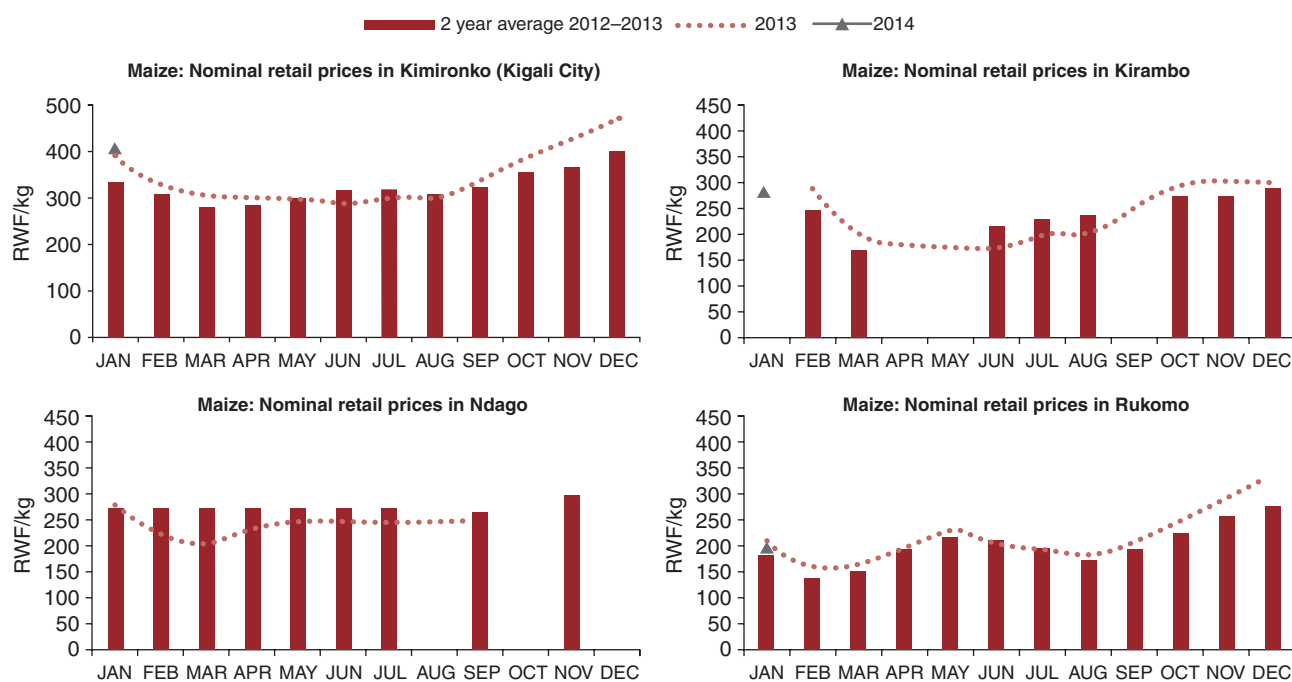 2 year average 2012–2013 2013 2014
Maize: Nominal retail prices in Kimironko (Kigali City)
500
400
300
200
100
0
RWF/kg
JAN FEB MAR APR MAY JUN JUL AUG SEP OCT NOV DEC
Maize: Nominal retail prices in Kirambo
450
400
350
300
250
200
150
100
50
0
RWF/kg
JAN FEB MAR APR MAY JUN JUL AUG SEP OCT NOV DEC
Maize: Nominal retail prices in Ndago
450
400
350
300
250
200
150
100
50
0
RWF/kg
JAN FEB MAR APR MAY JUN JUL AUG SEP OCT NOV DEC
Maize: Nominal retail prices in Rukomo
450
400
350
300
250
200
150
100
50
0
RWF/kg
JAN FEB MAR APR MAY JUN JUL AUG SEP OCT NOV DEC